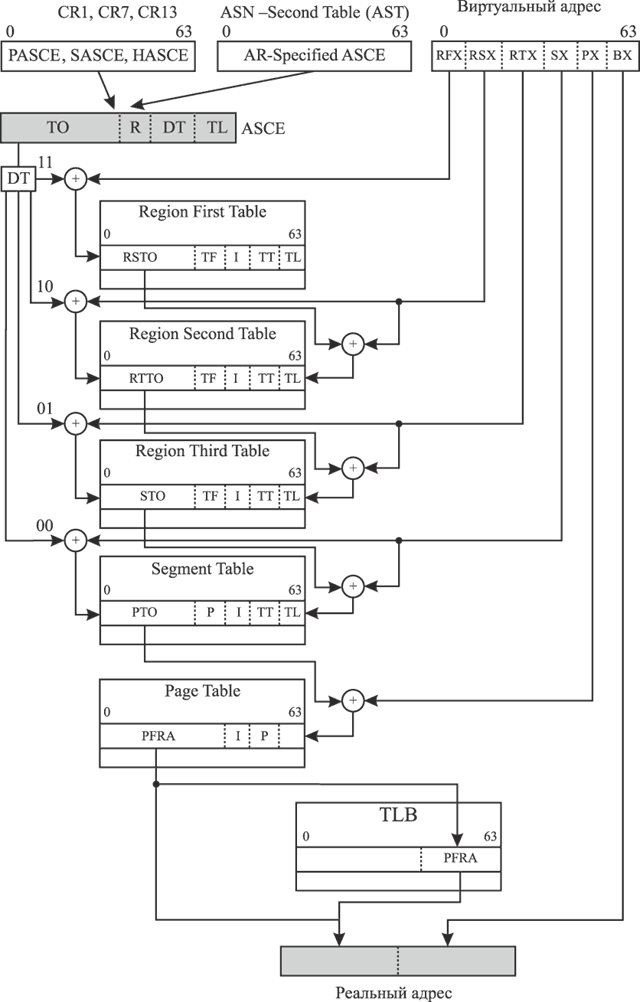 CR1, CR7, CR13
ASN –Second Table (AST)
Виртуальный адрес
0 63
0 63
0 63
PASCE, SASCE, HASCE
AR-Specified ASCE
RFX RSX RTX SX PX BX
TO R DT TL ASCE
11
DT +
Region First Table
0 63
RSTO TF I TT TL
10
+
+
Region Second Table
0 63
RTTO TF I TT TL
01
+
+
Region Third Table
0 63
STO TF I TT TL
00
+
+
Segment Table
0 63
PTO P I TT TL
+
Page Table
0 63
PFRA I P
TLB
0 63
PFRA
Реальный адрес